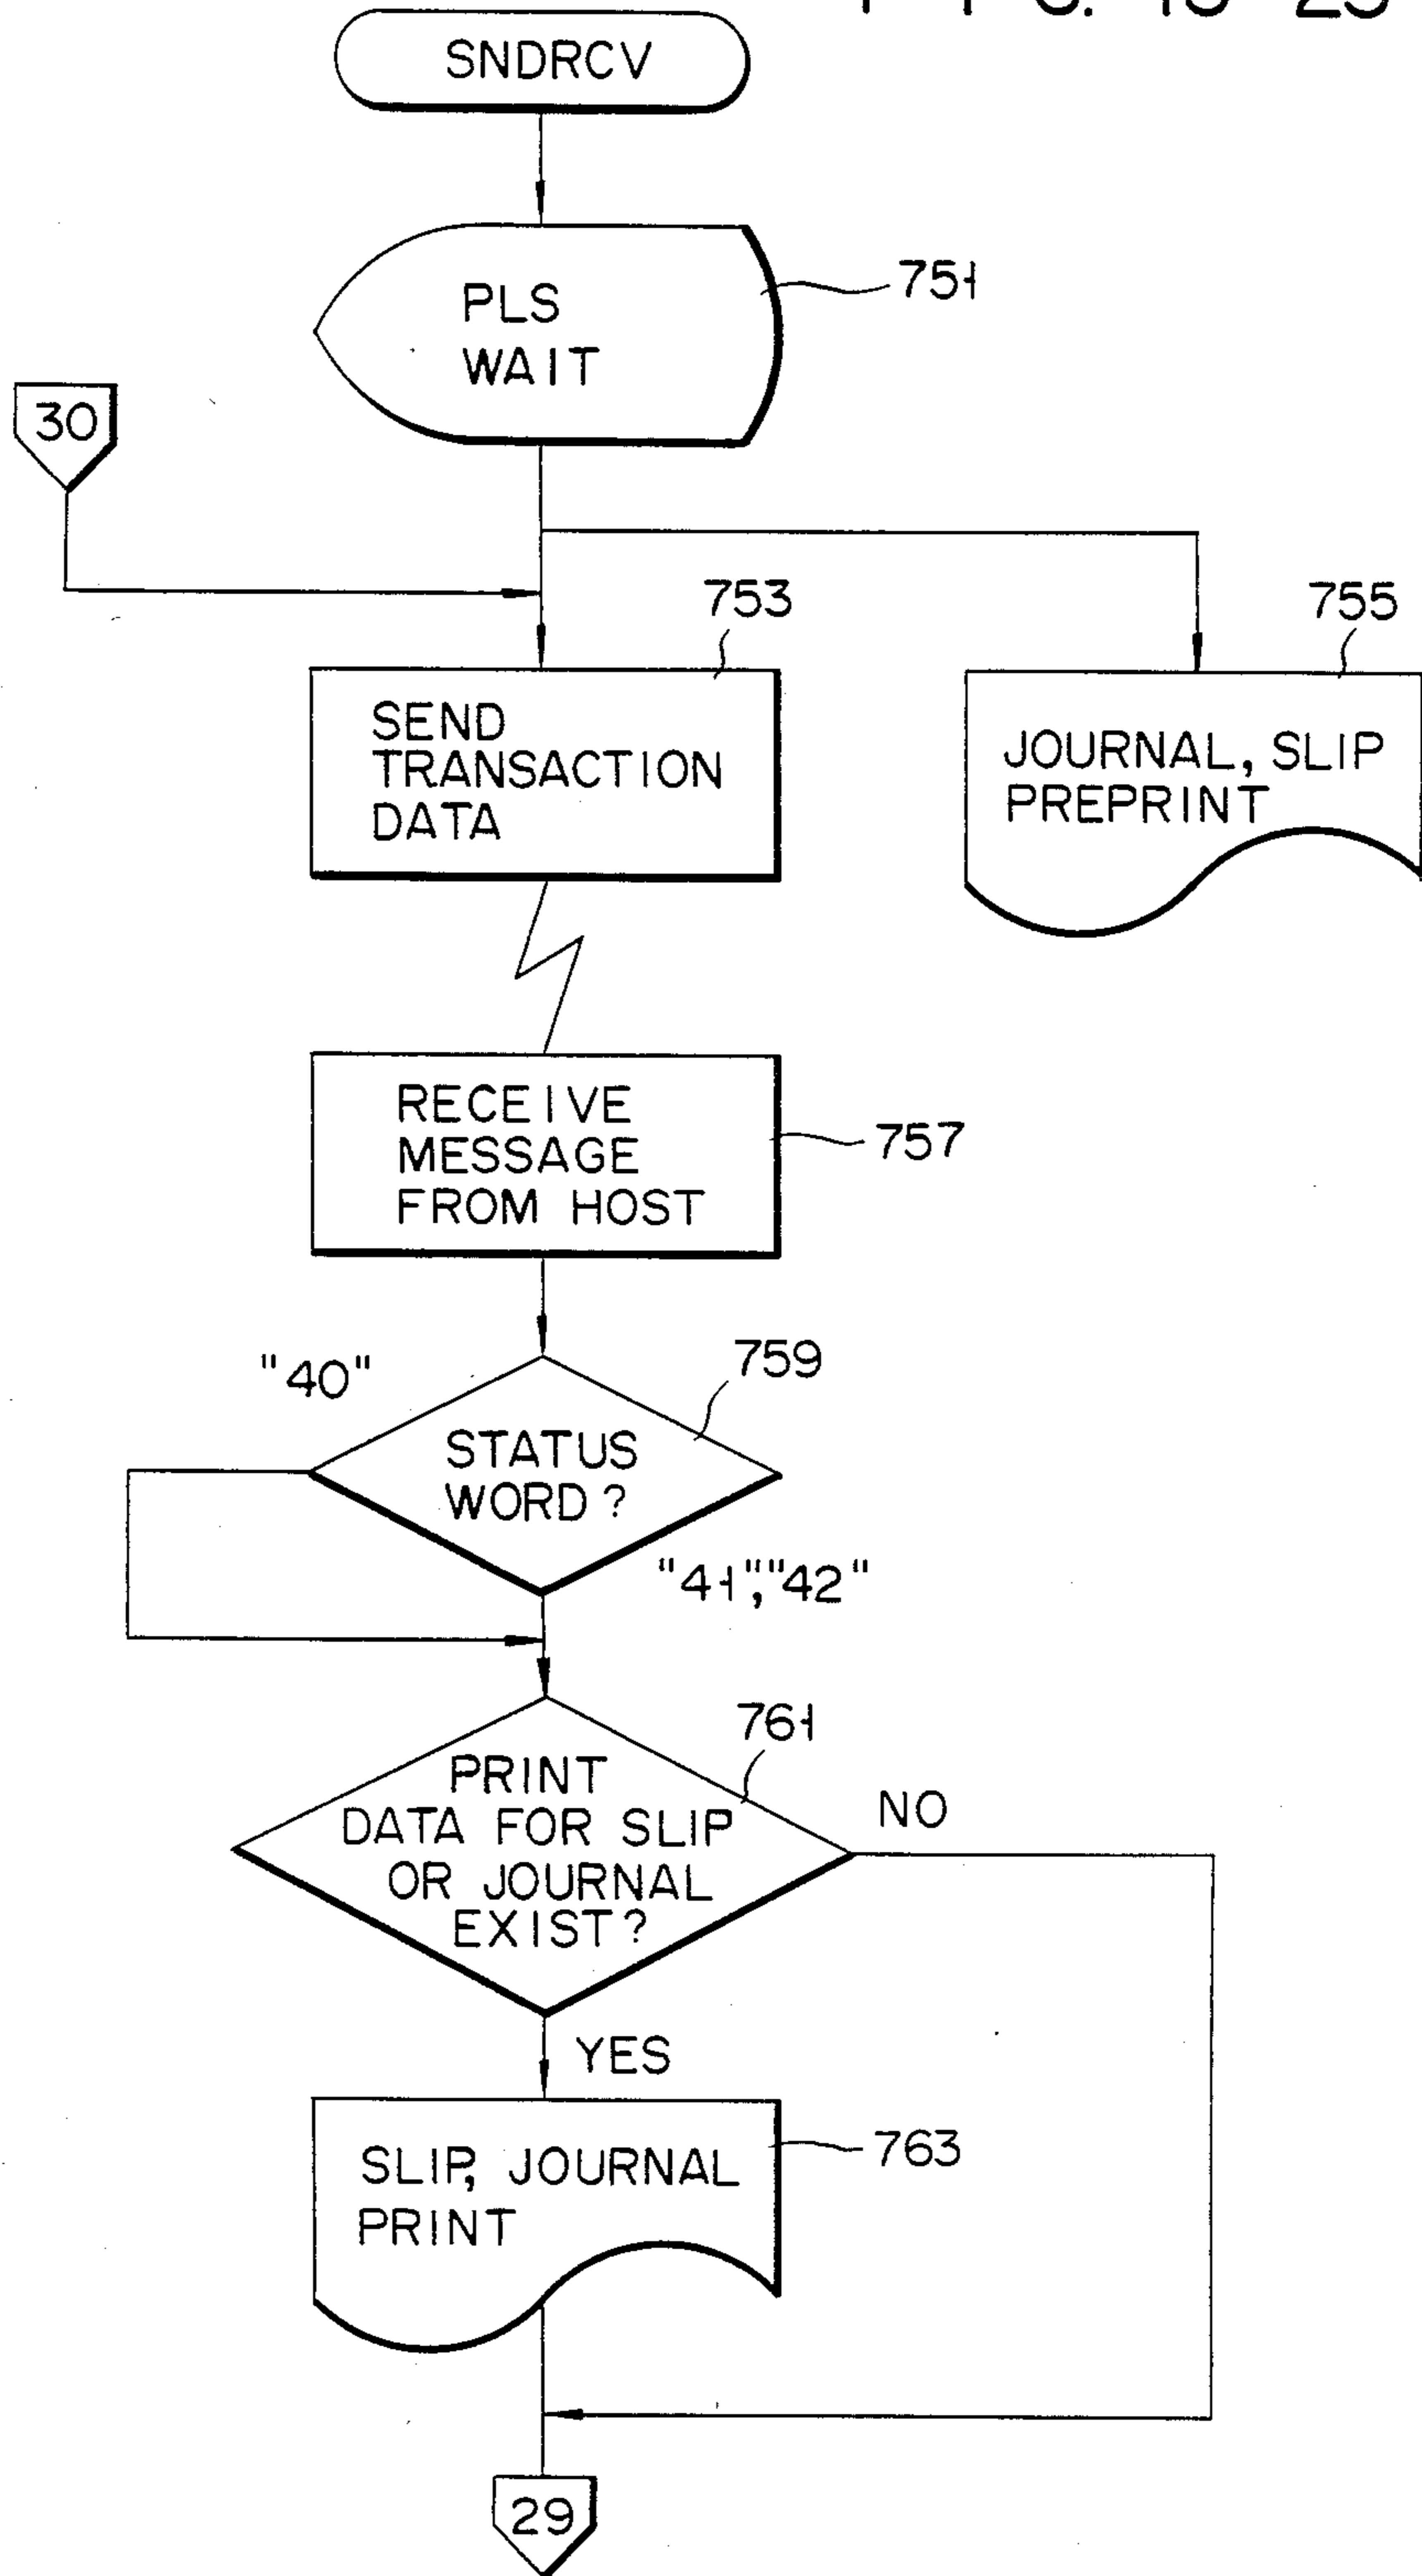 SNDRCV
PLS
WAIT
751
30
753
755
SEND
TRANSACTION
DATA
JOURNAL, SLIP
PREPRINT
RECEIVE
MESSAGE
FROM HOST
757
"40"
759
STATUS
WORD?
"41","42"
761
PRINT
DATA FOR SLIP
OR JOURNAL
EXIST?
NO
YES
SLIP, JOURNAL
PRINT
763
29